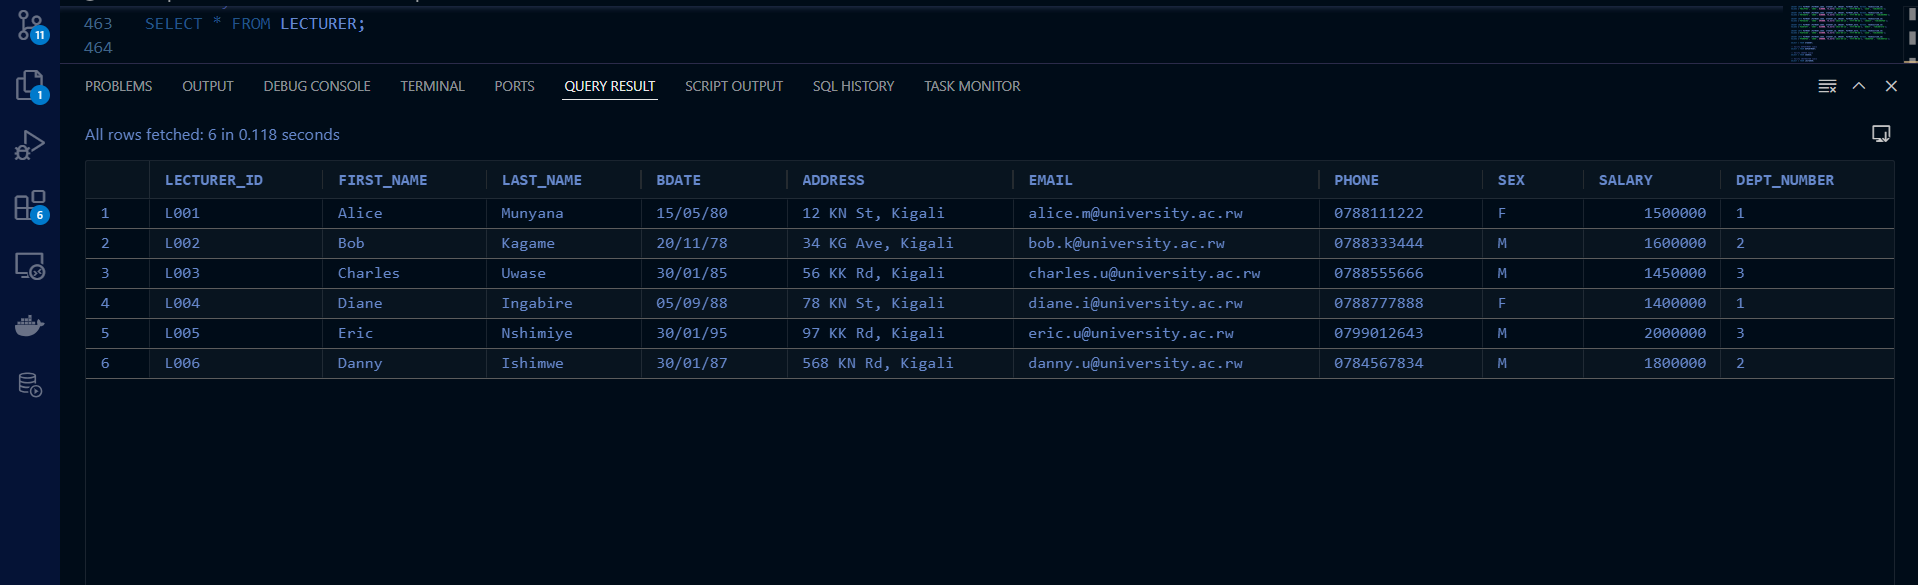 463 SELECT * FROM LECTURER;
464
11
1
6
PROBLEMS OUTPUT DEBUG CONSOLE TERMINAL PORTS QUERY RESULT SCRIPT OUTPUT SQL HISTORY TASK MONITOR
All rows fetched: 6 in 0.118 seconds
LECTURER_ID FIRST_NAME LAST_NAME BDATE ADDRESS EMAIL PHONE SEX SALARY DEPT_NUMBER
1 L001 Alice Munyana 15/05/80 12 KN St, Kigali alice.m@university.ac.rw 0788111222 F 1500000 1
2 L002 Bob Kagame 20/11/78 34 KG Ave, Kigali bob.k@university.ac.rw 0788333444 M 1600000 2
3 L003 Charles Uwase 30/01/85 56 KK Rd, Kigali charles.u@university.ac.rw 0788555666 M 1450000 3
4 L004 Diane Ingabire 05/09/88 78 KN St, Kigali diane.i@university.ac.rw 0788777888 F 1400000 1
5 L005 Eric Nshimiye 30/01/95 97 KK Rd, Kigali eric.u@university.ac.rw 0799012643 M 2000000 3
6 L006 Danny Ishimwe 30/01/87 568 KN Rd, Kigali danny.u@university.ac.rw 0784567834 M 1800000 2